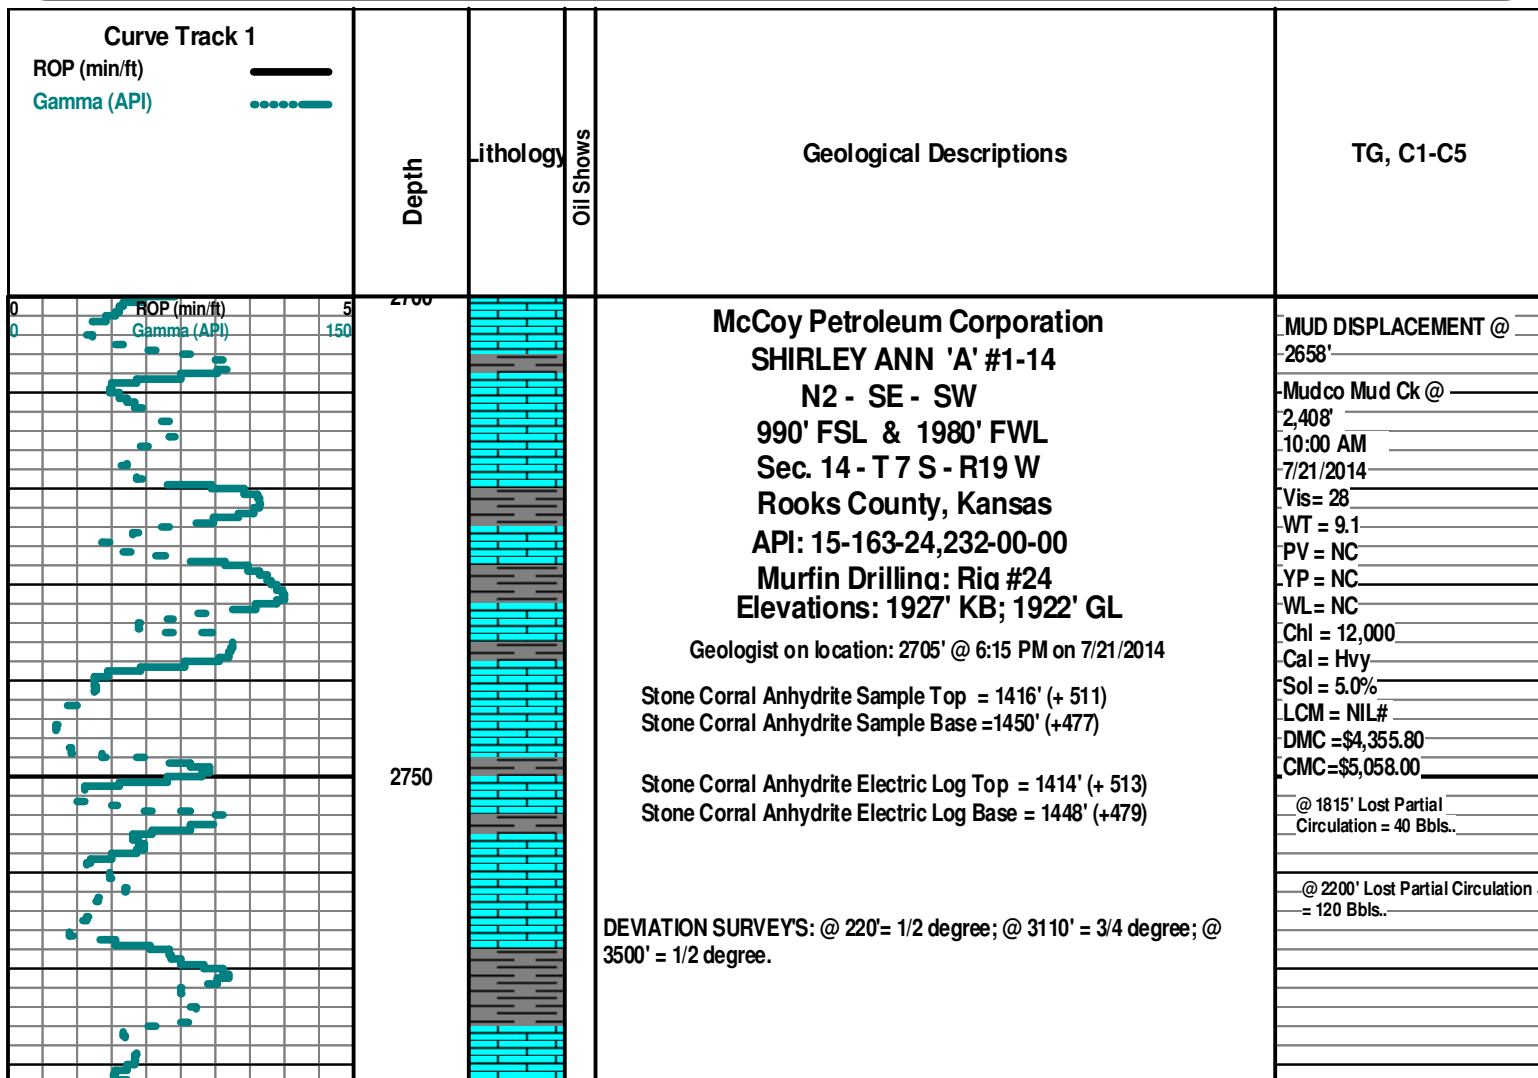 Curve Track 1
ROP (min/ft)
Gamma (API)
Depth
Lithology
Oil Shows
Geological Descriptions
TG, C1-C5
0 ROP (min/ft) 5
0 Gamma (API) 150
2700
2750
McCoy Petroleum Corporation
SHIRLEY ANN 'A' #1-14
N2 - SE - SW
990' FSL & 1980' FWL
Sec. 14 - T 7 S - R19 W
Rooks County, Kansas
API: 15-163-24,232-00-00
Murfin Drilling: Rig #24
Elevations: 1927' KB; 1922' GL
Geologist on location: 2705' @ 6:15 PM on 7/21/2014
Stone Corral Anhydrite Sample Top = 1416' (+ 511)
Stone Corral Anhydrite Sample Base =1450' (+477)
Stone Corral Anhydrite Electric Log Top = 1414' (+ 513)
Stone Corral Anhydrite Electric Log Base = 1448' (+479)
DEVIATION SURVEY'S: @ 220'= 1/2 degree; @ 3110' = 3/4 degree; @
3500' = 1/2 degree.
MUD DISPLACEMENT @
2658'
Mudco Mud Ck @
2,408'
10:00 AM
7/21/2014
Vis= 28
WT = 9.1
PV = NC
YP = NC
WL= NC
Chl = 12,000
Cal = Hvy
Sol = 5.0%
LCM = NIL#
DMC =$4,355.80
CMC=$5,058.00
@ 1815' Lost Partial
Circulation = 40 Bbls..
@ 2200' Lost Partial Circulation
= 120 Bbls..